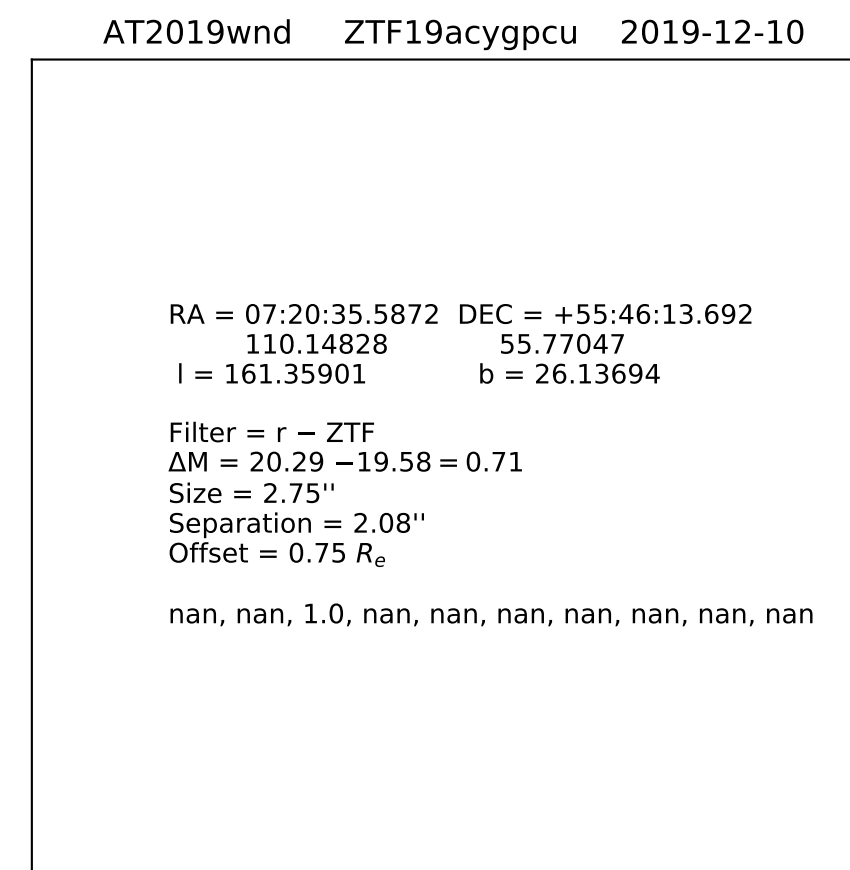 AT2019wnd ZTF19acygpcu 2019-12-10
RA = 07:20:35.5872 DEC = +55:46:13.692
110.14828 55.77047
l = 161.35901 b = 26.13694
Filter = r − ZTF
ΔM = 20.29 −19.58 = 0.71
Size = 2.75''
Separation = 2.08''
Offset = 0.75 Re
nan, nan, 1.0, nan, nan, nan, nan, nan, nan, nan